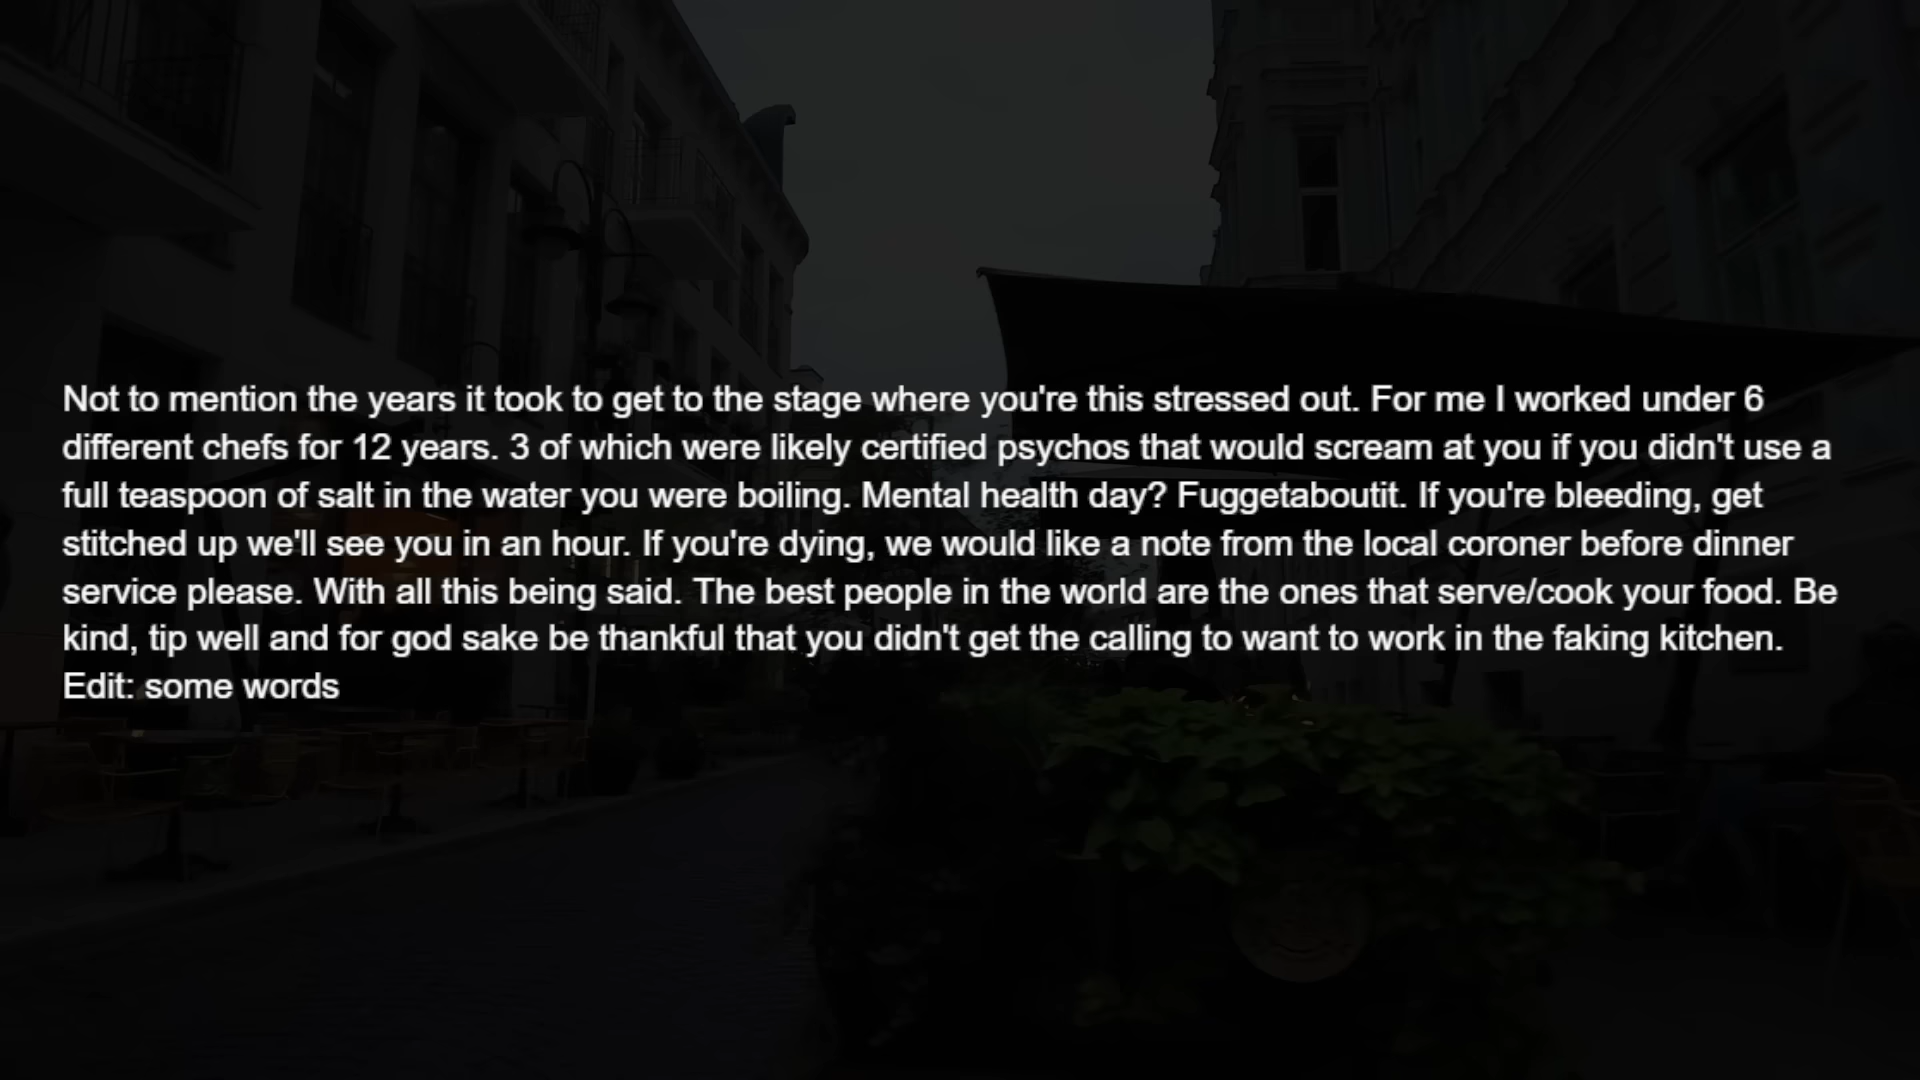 Not to mention the years it took to get to the stage where you're this stressed out. For me I worked under 6
different chefs for 12 years. 3 of which were likely certified psychos that would scream at you if you didn't use a
full teaspoon of salt in the water you were boiling. Mental health day? Fuggetaboutit. If you're bleeding, get
stitched up we'll see you in an hour. If you're dying, we would like a note from the local coroner before dinner
service please. With all this being said. The best people in the world are the ones that serve/cook your food. Be
kind, tip well and for god sake be thankful that you didn't get the calling to want to work in the faking kitchen.
Edit: some words